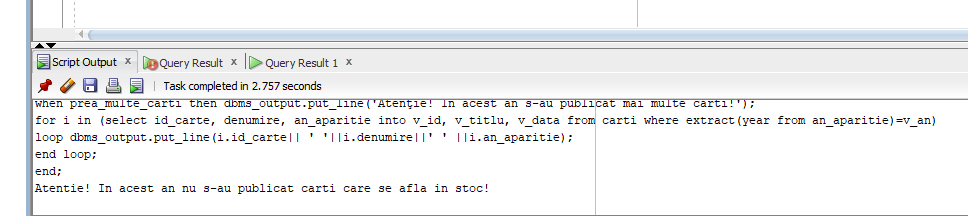 Script Output x Query Result x Query Result 1 x
Task completed in 2.757 seconds
when prea_multe_carti then dbms_output.put_line('Atenţie! In acest an s-au publicat mai multe carti!');
for i in (select id_carte, denumire, an_aparitie into v_id, v_titlu, v_data from carti where extract(year from an_aparitie)=v_an)
loop dbms_output.put_line(i.id_carte|| ' '||i.denumire||' ' ||i.an_aparitie);
end loop;
end;
Atentie! In acest an nu s-au publicat carti care se afla in stoc!